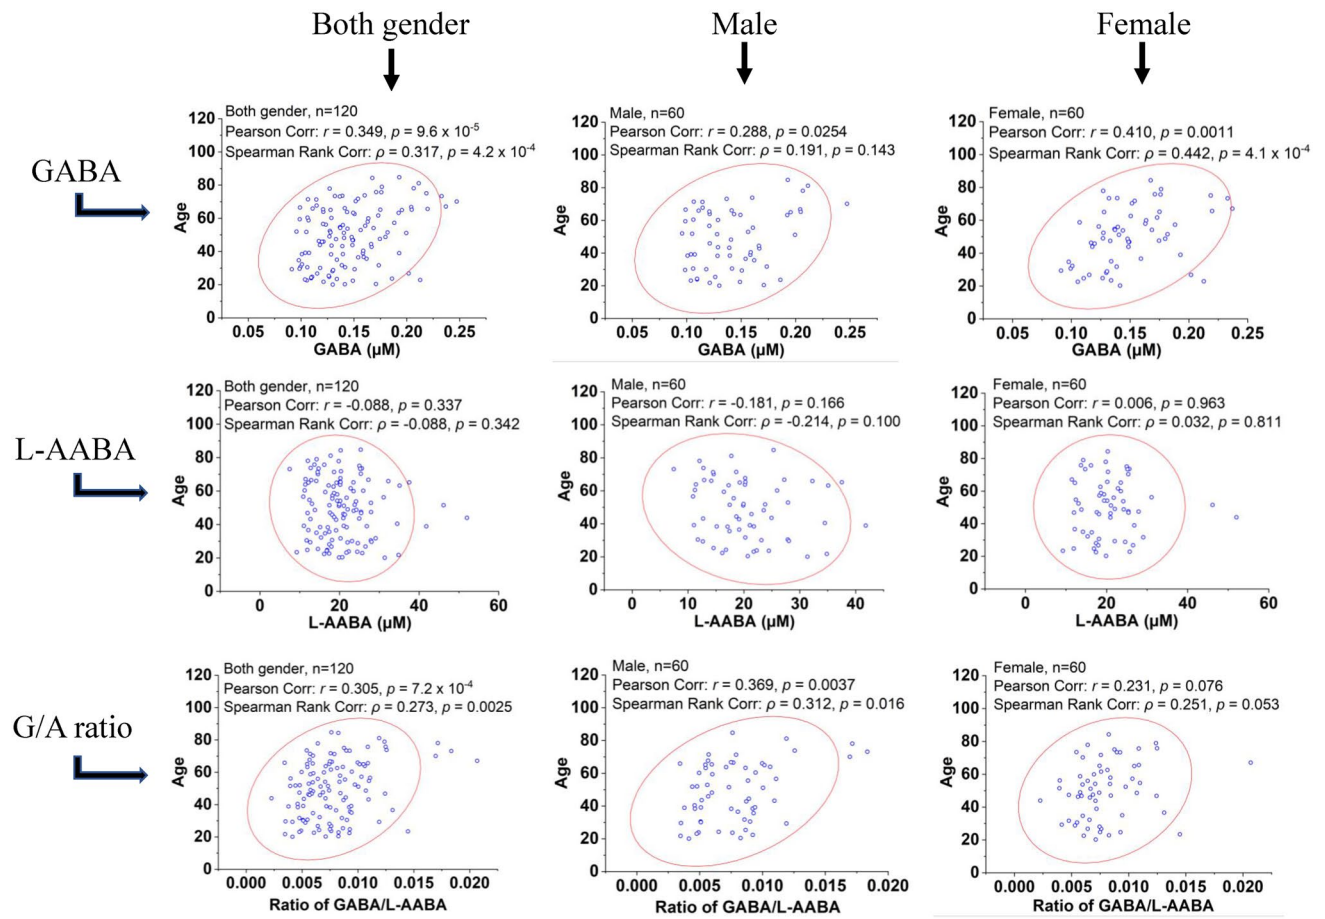 Both gender
Male
Female
GABA
Both gender, n=120
Pearson Corr: r = 0.349, p = 9.6 x 10-5
Spearman Rank Corr: ρ = 0.317, p = 4.2 x 10-4
120
100
80
60
40
20
0
Age
0.05 0.10 0.15 0.20 0.25
GABA (µM)
Male, n=60
Pearson Corr: r = 0.288, p = 0.0254
Spearman Rank Corr: ρ = 0.191, p = 0.143
120
100
80
60
40
20
0
Age
0.05 0.10 0.15 0.20 0.25
GABA (µM)
Female, n=60
Pearson Corr: r = 0.410, p = 0.0011
Spearman Rank Corr: ρ = 0.442, p = 4.1 x 10-4
120
100
80
60
40
20
0
Age
0.05 0.10 0.15 0.20 0.25
GABA (µM)
L-AABA
Both gender, n=120
Pearson Corr: r = -0.088, p = 0.337
Spearman Rank Corr: ρ = -0.088, p = 0.342
120
100
80
60
40
20
0
Age
0 20 40 60
L-AABA (µM)
Male, n=60
Pearson Corr: r = -0.181, p = 0.166
Spearman Rank Corr: ρ = -0.214, p = 0.100
120
100
80
60
40
20
0
Age
0 10 20 30 40
L-AABA (µM)
Female, n=60
Pearson Corr: r = 0.006, p = 0.963
Spearman Rank Corr: ρ = 0.032, p = 0.811
120
100
80
60
40
20
0
Age
0 20 40 60
L-AABA (µM)
G/A ratio
Both gender, n=120
Pearson Corr: r = 0.305, p = 7.2 x 10-4
Spearman Rank Corr: ρ = 0.273, p = 0.0025
120
100
80
60
40
20
0
Age
0.000 0.005 0.010 0.015 0.020
Ratio of GABA/L-AABA
Male, n=60
Pearson Corr: r = 0.369, p = 0.0037
Spearman Rank Corr: ρ = 0.312, p = 0.016
120
100
80
60
40
20
0
Age
0.000 0.005 0.010 0.015 0.020
Ratio of GABA/L-AABA
Female, n=60
Pearson Corr: r = 0.231, p = 0.076
Spearman Rank Corr: ρ = 0.251, p = 0.053
120
100
80
60
40
20
0
Age
0.000 0.005 0.010 0.015 0.020
Ratio of GABA/L-AABA